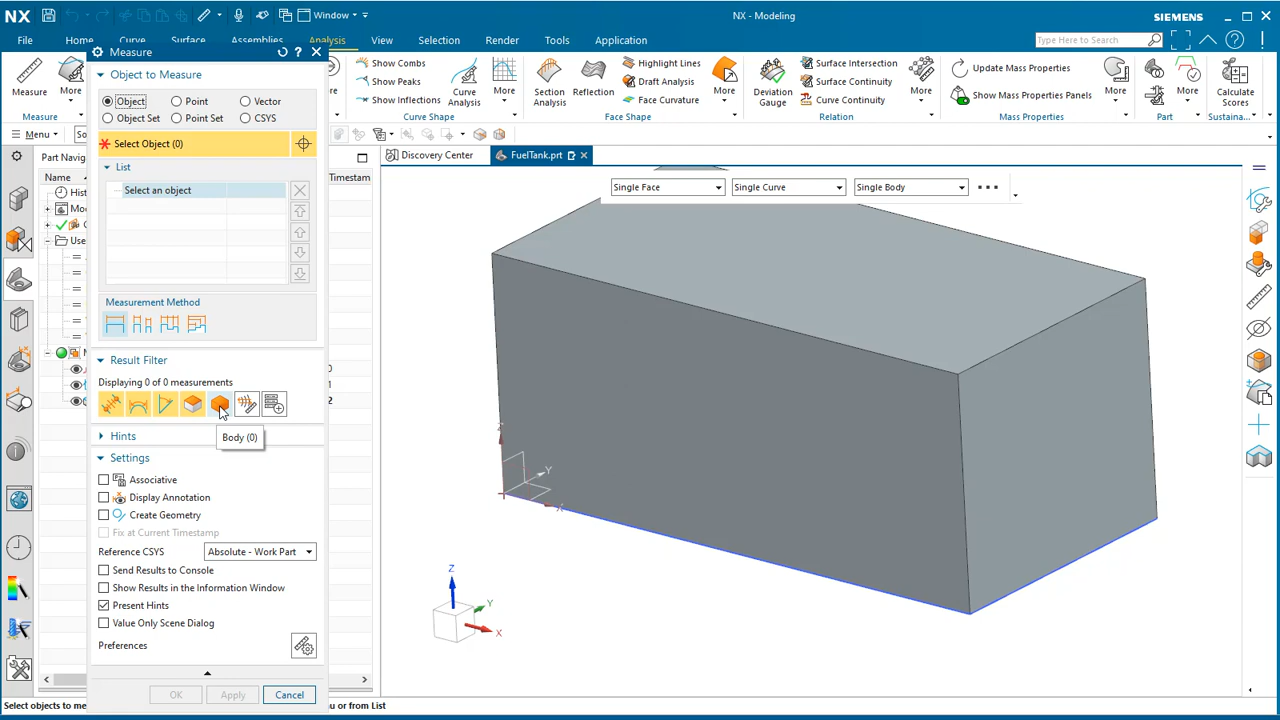 NX
Window
NX - Modeling
SIEMENS
File
Home
Curve
Surface
Assemblies
Analysis
View
Selection
Render
Tools
Application
Type Here to Search
Measure
Object to Measure
Object
Point
Vector
Object Set
Point Set
CSYS
Select Object (0)
List
Select an object
Measurement Method
Result Filter
Displaying 0 of 0 measurements
Body (0)
Hints
Settings
Associative
Display Annotation
Create Geometry
Fix at Current Timestamp
Reference CSYS
Absolute - Work Part
Send Results to Console
Show Results in the Information Window
Present Hints
Value Only Scene Dialog
Preferences
OK
Apply
Cancel
Measure
More
Measure
Show Combs
Show Peaks
Show Inflections
Curve
Analysis
More
Curve Shape
Section
Analysis
Reflection
Highlight Lines
Draft Analysis
Face Curvature
More
Face Shape
Deviation
Gauge
Surface Intersection
Surface Continuity
Curve Continuity
More
Relation
Update Mass Properties
Show Mass Properties Panels
More
Mass Properties
More
Part
Calculate
Scores
Sustaina...
Menu
Part Navig
Name
Timestam
Discovery Center
FuelTank.prt
Single Face
Single Curve
Single Body
Hist
Mod
Use
0
1
2
Z
Y
X
Z
Y
X
Select objects to me
nu or from List